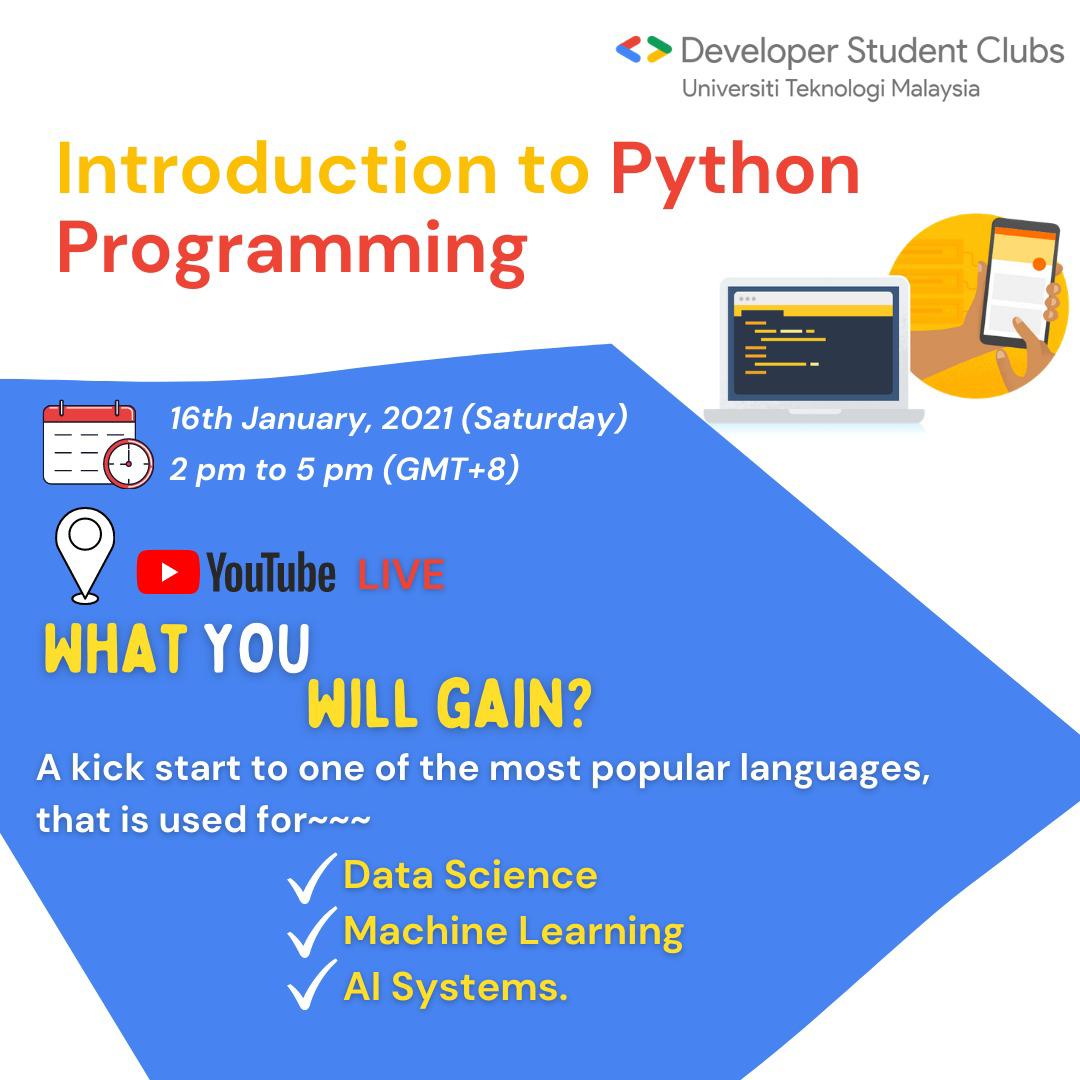 Developer Student Clubs
Universiti Teknologi Malaysia
Introduction to Python
Programming
16th January, 2021 (Saturday)
2 pm to 5 pm (GMT+8)
YouTube LIVE
WHAT YOU
WILL GAIN?
A kick start to one of the most popular languages,
that is used for~~~
Data Science
Machine Learning
AI Systems.